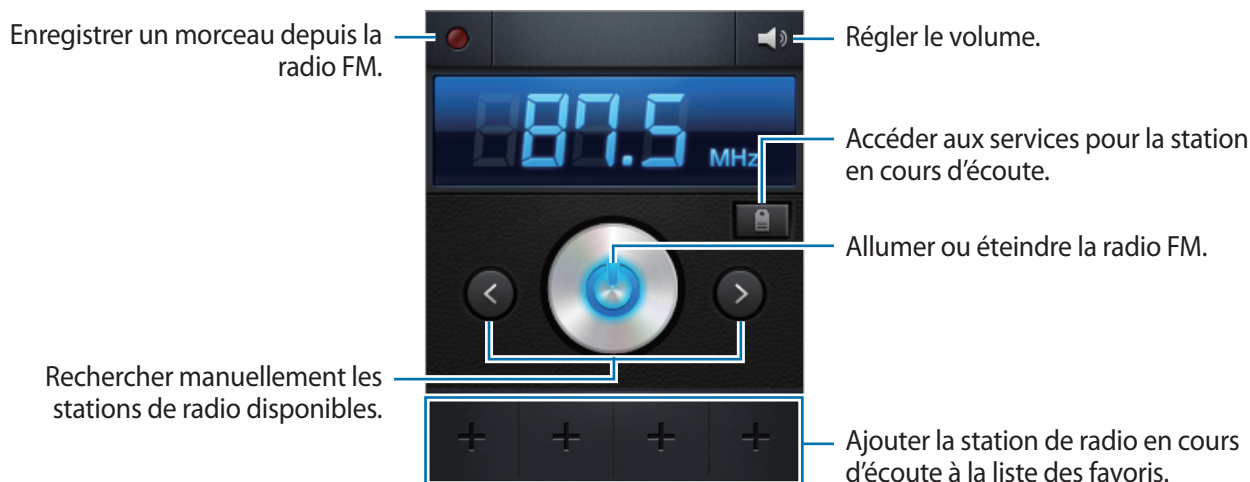 Enregistrer un morceau depuis la
radio FM.
Régler le volume.
87.5
MHz
Accéder aux services pour la station
en cours d'écoute.
Allumer ou éteindre la radio FM.
Rechercher manuellement les
stations de radio disponibles.
Ajouter la station de radio en cours
d'écoute à la liste des favoris.